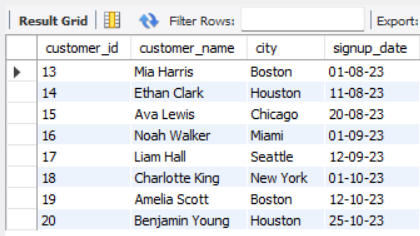 Result Grid Filter Rows: Export:
customer_id customer_name city signup_date
13 Mia Harris Boston 01-08-23
14 Ethan Clark Houston 11-08-23
15 Ava Lewis Chicago 20-08-23
16 Noah Walker Miami 01-09-23
17 Liam Hall Seattle 12-09-23
18 Charlotte King New York 01-10-23
19 Amelia Scott Boston 12-10-23
20 Benjamin Young Houston 25-10-23